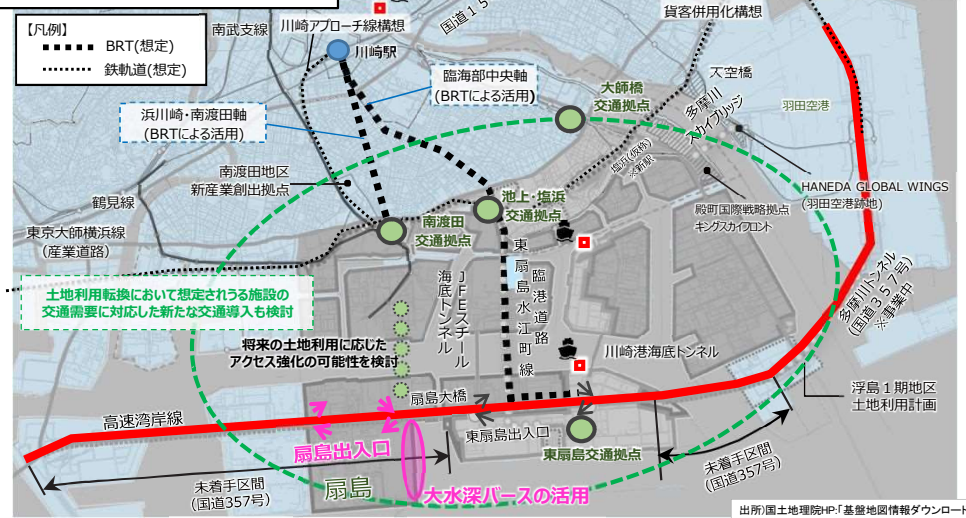 【凡例】
BRT(想定)
鉄軌道(想定)
南武支線
川崎アプローチ線構想
国道15
貨客併用化構想
川崎駅
臨海部中央軸
(BRTによる活用)
大師橋
交通拠点
天空橋
多摩川
スカイブリッジ
羽田空港
浜川崎・南渡田軸
(BRTによる活用)
塩浜(仮称)
※新駅
南渡田地区
新産業創出拠点
HANEDA GLOBAL WINGS
(羽田空港跡地)
池上・塩浜
交通拠点
殿町国際戦略拠点
キングスカイフロント
鶴見線
南渡田
交通拠点
東京大師横浜線
(産業道路)
土地利用転換において想定されうる施設の
交通需要に対応した新たな交通導入も検討
JFEスチール
海底トンネル
臨港道路
東扇島水江町線
多摩川トンネル
(国道357号)
※事業中
将来の土地利用に応じた
アクセス強化の可能性を検討
川崎港海底トンネル
扇島大橋
浮島1期地区
土地利用計画
高速湾岸線
扇島出入口
東扇島出入口
東扇島交通拠点
未着手区間
(国道357号)
未着手区間
(国道357号)
扇島
大水深バースの活用
出所)国土地理院HP:「基盤地図情報ダウンロード